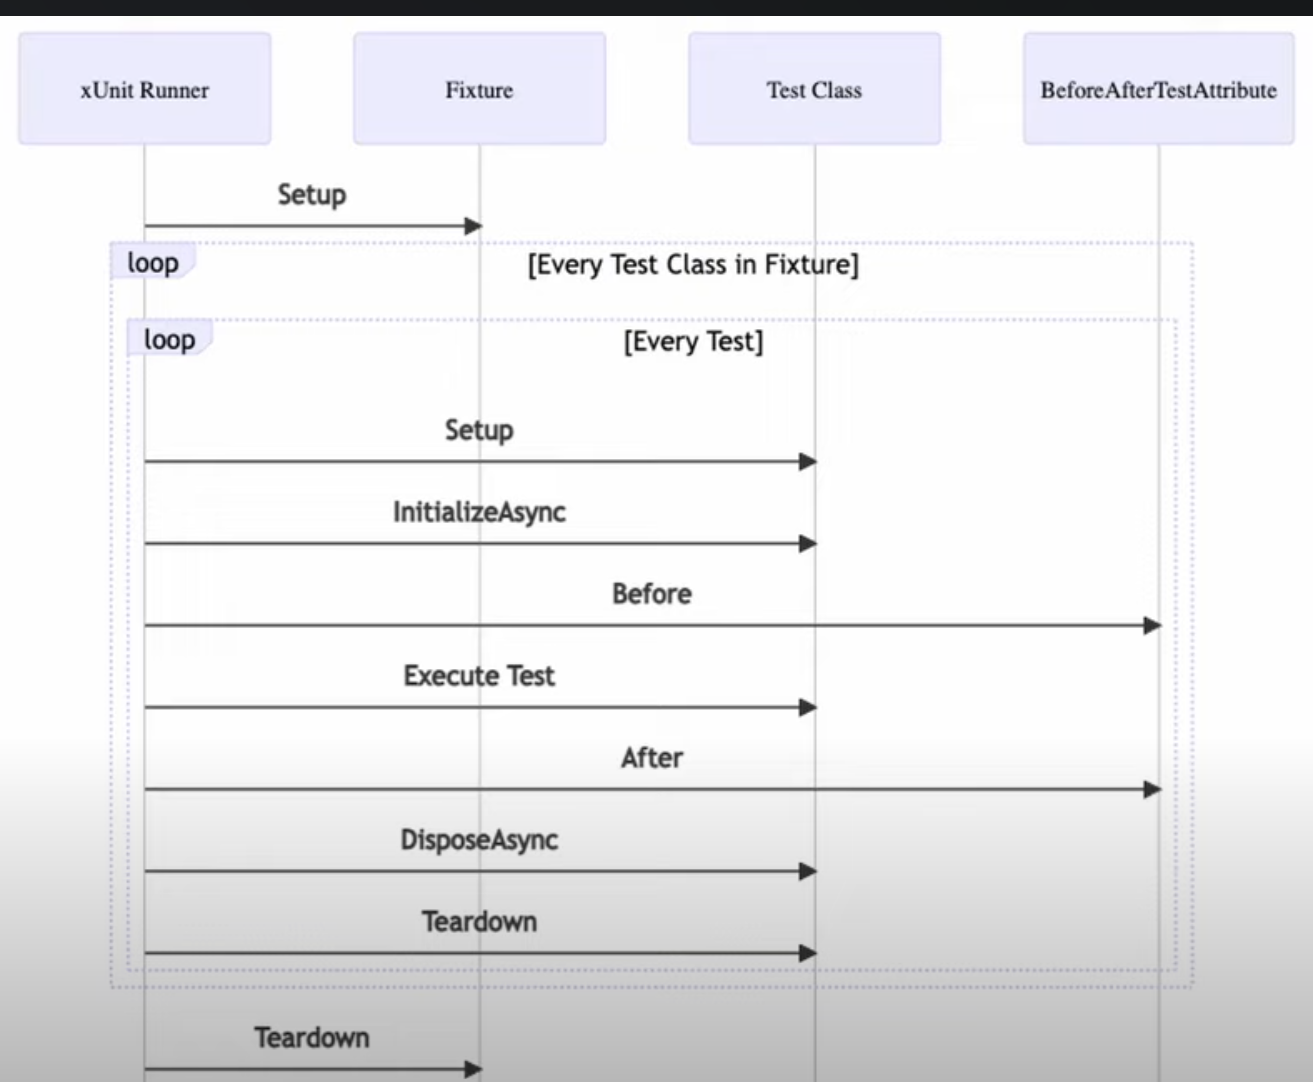 xUnit Runner
Fixture
Test Class
BeforeAfterTestAttribute
Setup
loop
[Every Test Class in Fixture]
loop
[Every Test]
Setup
InitializeAsync
Before
Execute Test
After
DisposeAsync
Teardown
Teardown